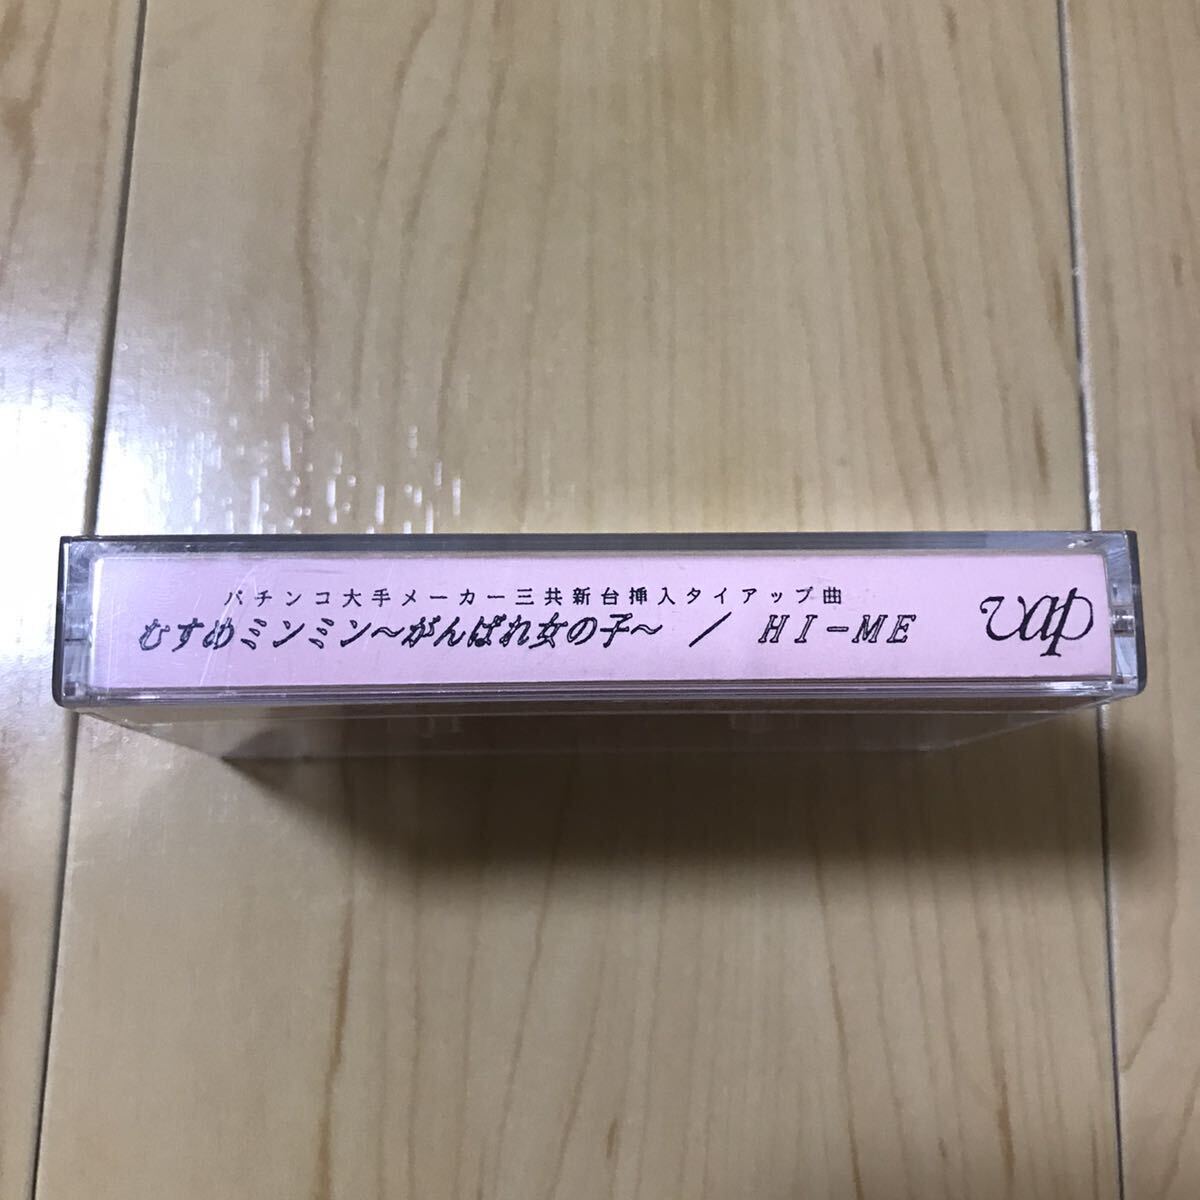 パチンコ大手メーカー三共新台挿入タイアップ曲
むすめミンミン～がんばれ女の子～ ／ HI-ME
vap